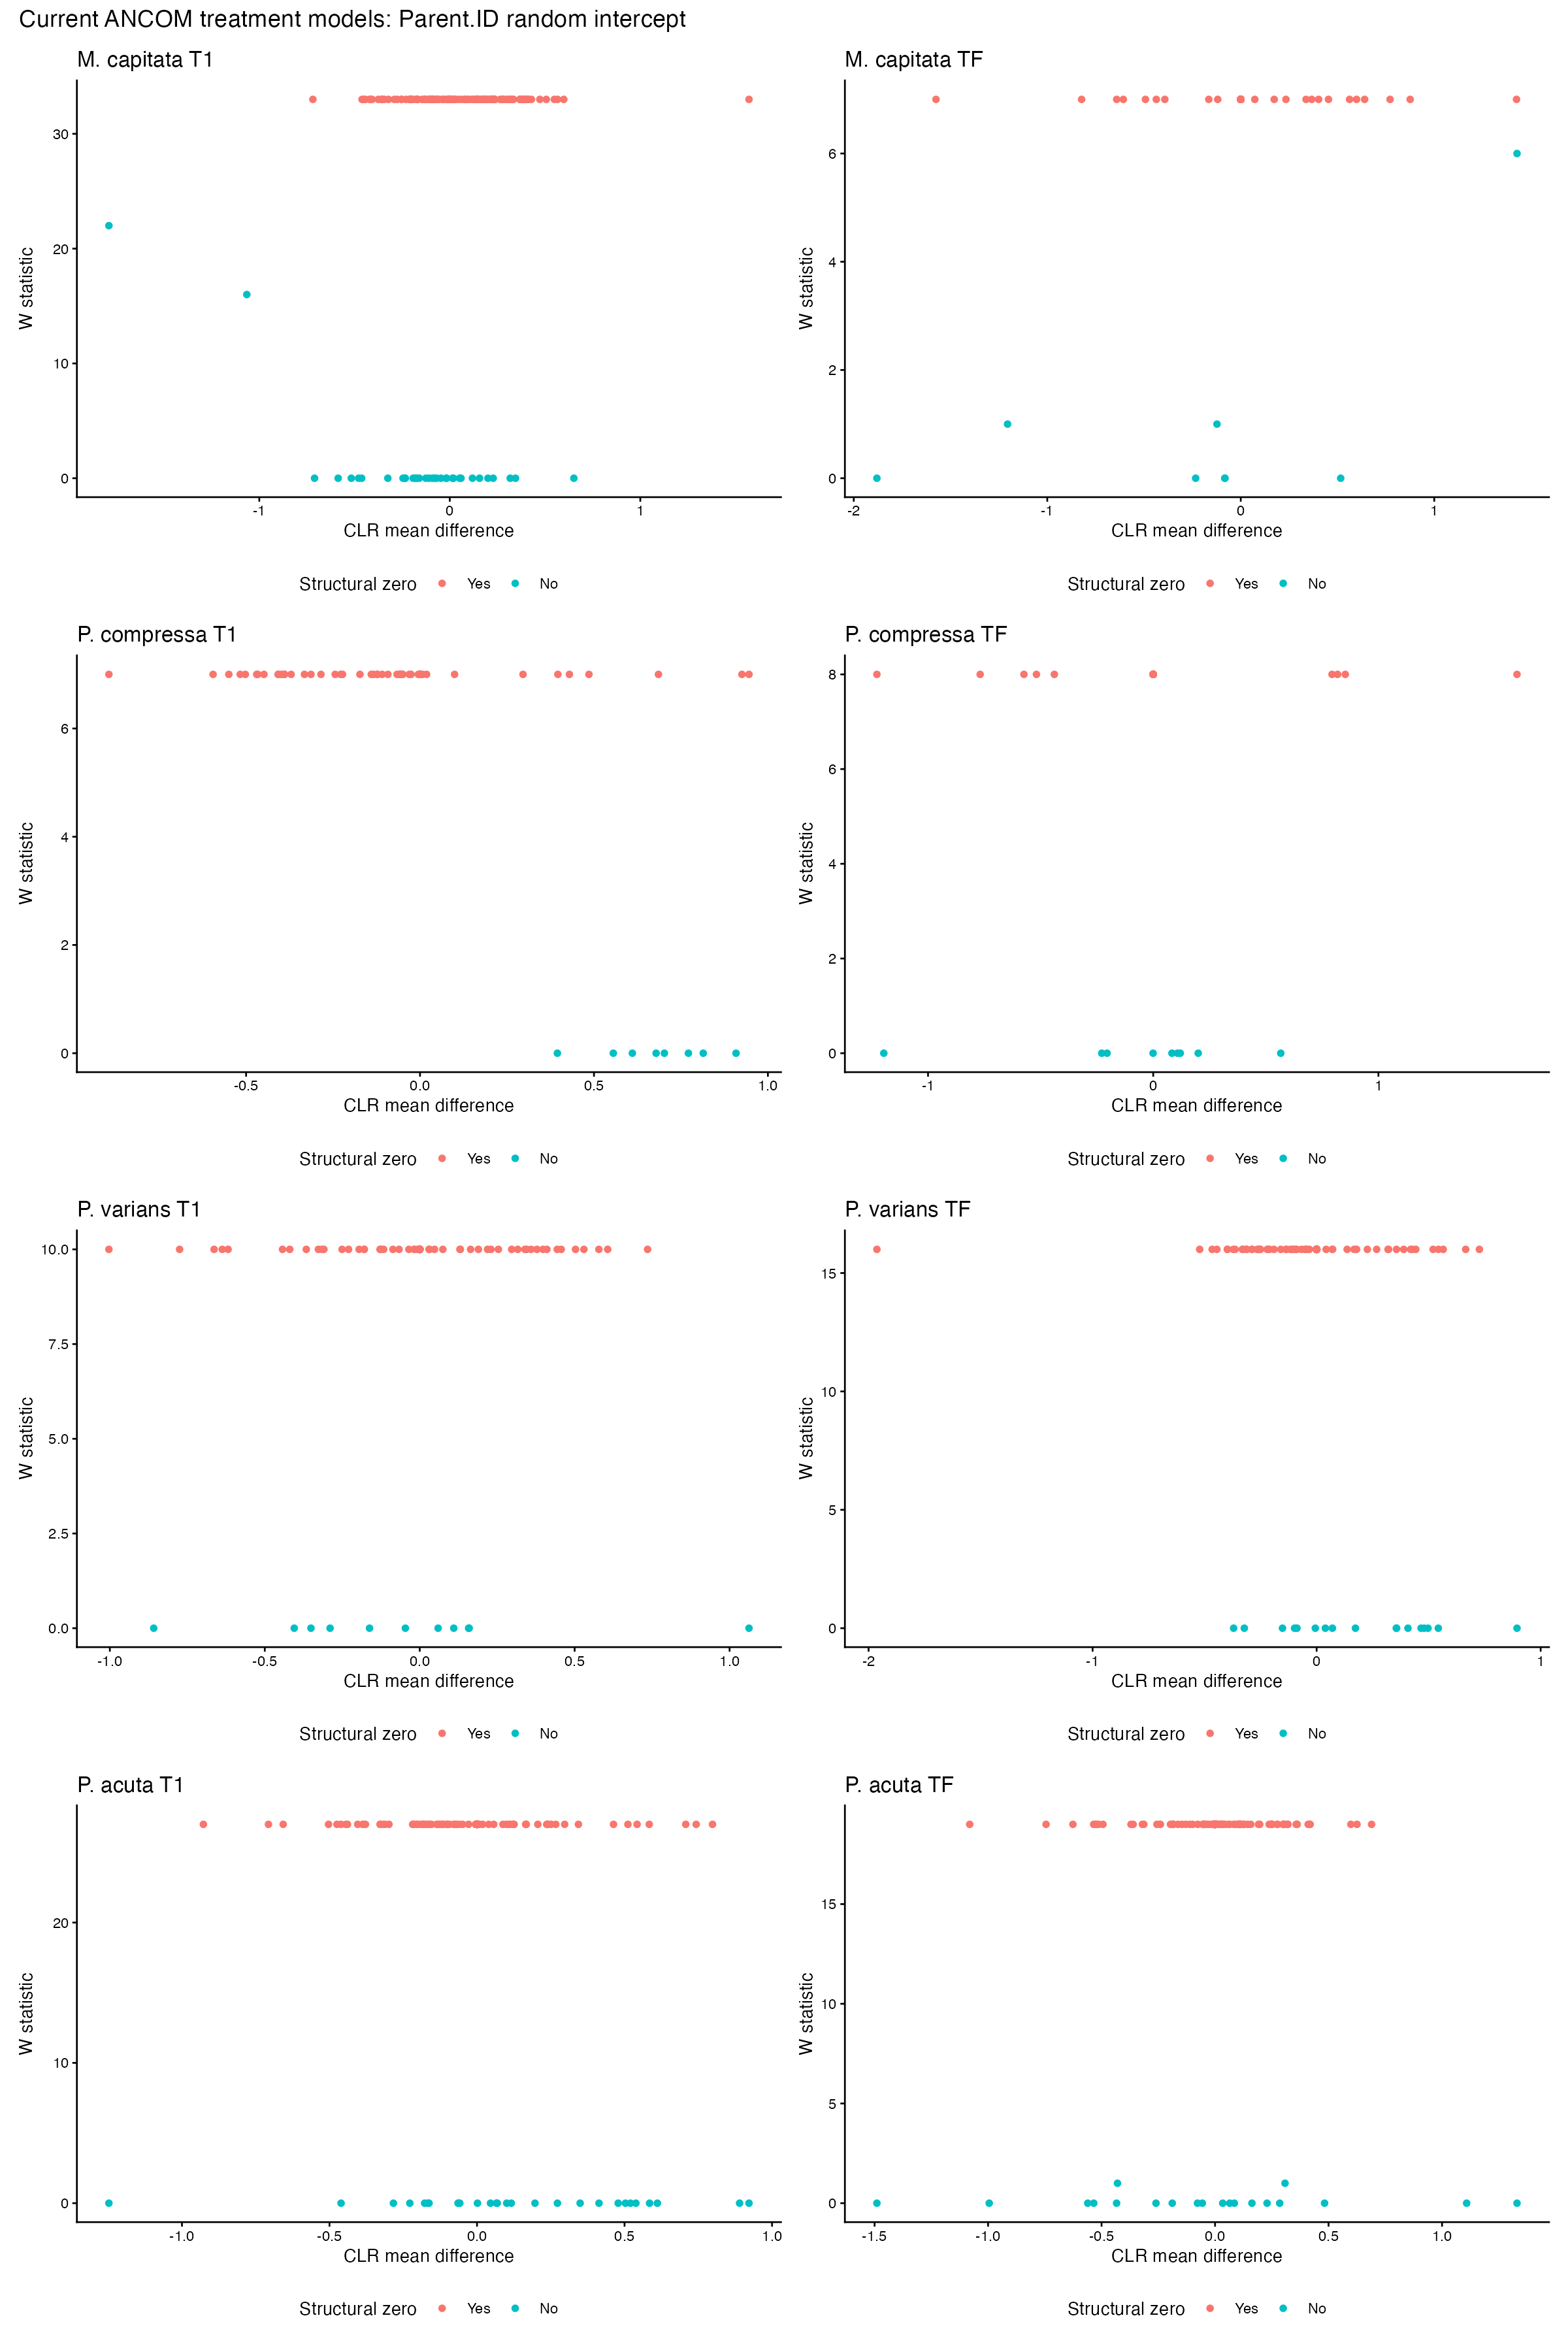 Current ANCOM treatment models: Parent.ID random intercept
M. capitata T1
30
20
10
0
W statistic
-1
0
1
CLR mean difference
Structural zero Yes No
M. capitata TF
6
4
2
0
W statistic
-2
-1
0
1
CLR mean difference
Structural zero Yes No
P. compressa T1
6
4
2
0
W statistic
-0.5
0.0
0.5
1.0
CLR mean difference
Structural zero Yes No
P. compressa TF
8
6
4
2
0
W statistic
-1
0
1
CLR mean difference
Structural zero Yes No
P. varians T1
10.0
7.5
5.0
2.5
0.0
W statistic
-1.0
-0.5
0.0
0.5
1.0
CLR mean difference
Structural zero Yes No
P. varians TF
15
10
5
0
W statistic
-2
-1
0
1
CLR mean difference
Structural zero Yes No
P. acuta T1
20
10
0
W statistic
-1.0
-0.5
0.0
0.5
1.0
CLR mean difference
Structural zero Yes No
P. acuta TF
15
10
5
0
W statistic
-1.5
-1.0
-0.5
0.0
0.5
1.0
CLR mean difference
Structural zero Yes No